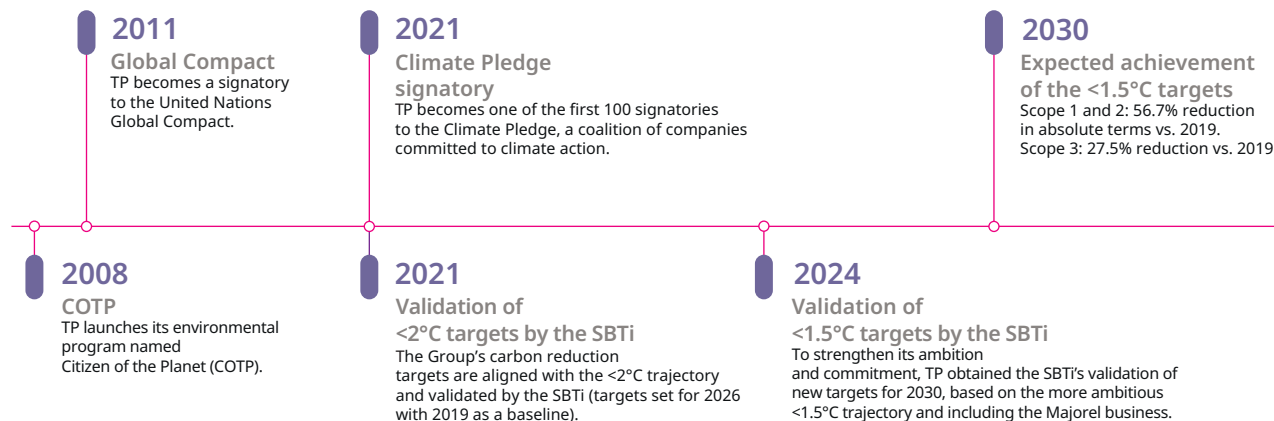 2011
Global Compact
TP becomes a signatory
to the United Nations
Global Compact.
2021
Climate Pledge
signatory
TP becomes one of the first 100 signatories
to the Climate Pledge, a coalition of companies
committed to climate action.
2030
Expected achievement
of the <1.5°C targets
Scope 1 and 2: 56.7% reduction
in absolute terms vs. 2019.
Scope 3: 27.5% reduction vs. 2019
2008
COTP
TP launches its environmental
program named
Citizen of the Planet (COTP).
2021
Validation of
<2°C targets by the SBTi
The Group’s carbon reduction
targets are aligned with the <2°C trajectory
and validated by the SBTi (targets set for 2026
with 2019 as a baseline).
2024
Validation of
<1.5°C targets by the SBTi
To strengthen its ambition
and commitment, TP obtained the SBTi’s validation of
new targets for 2030, based on the more ambitious
<1.5°C trajectory and including the Majorel business.